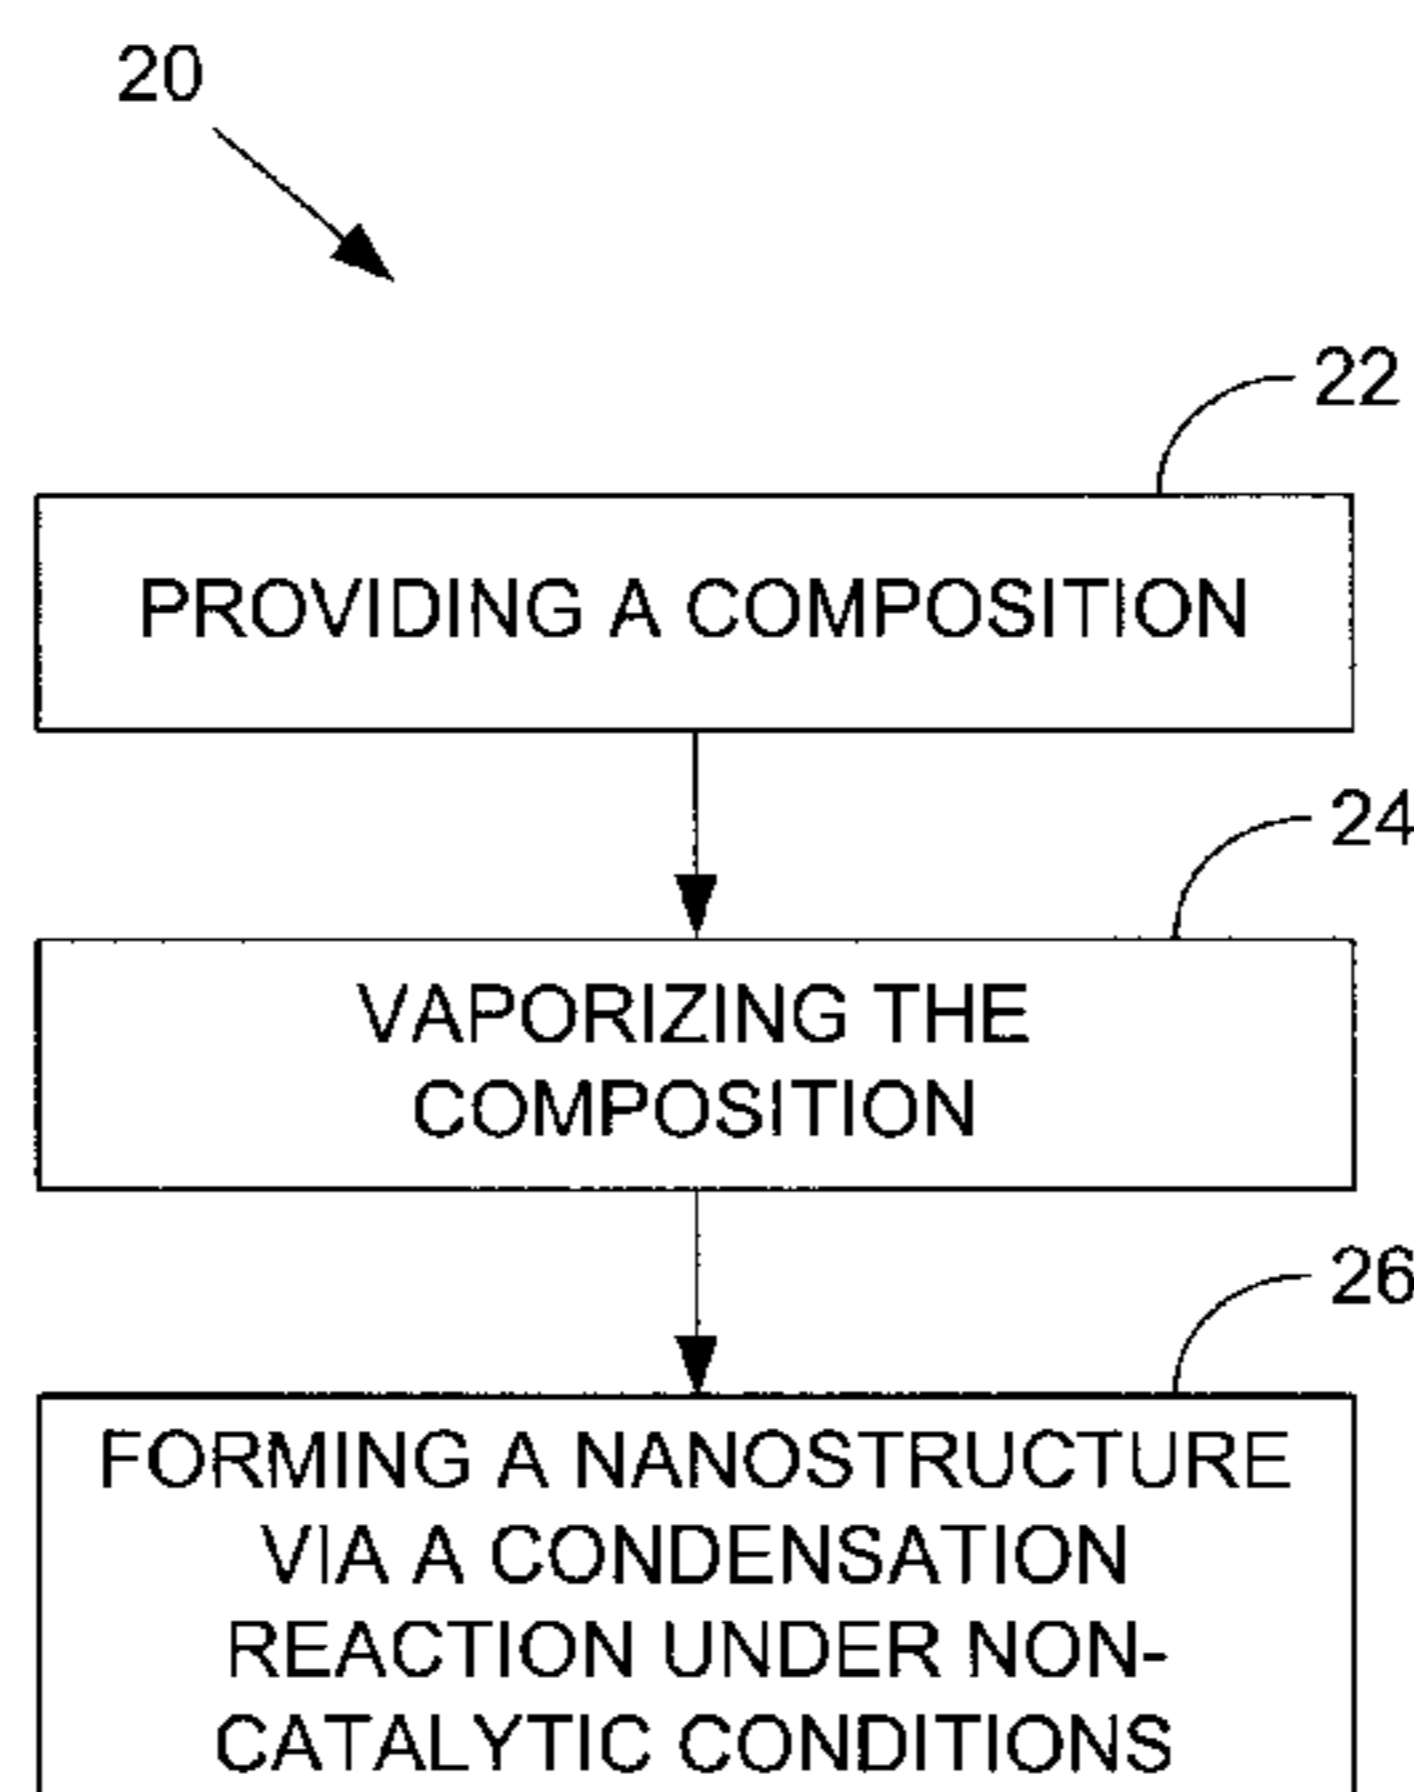 20
22
PROVIDING A COMPOSITION
24
VAPORIZING THE
COMPOSITION
26
FORMING A NANOSTRUCTURE
VIA A CONDENSATION
REACTION UNDER NON-
CATALYTIC CONDITIONS